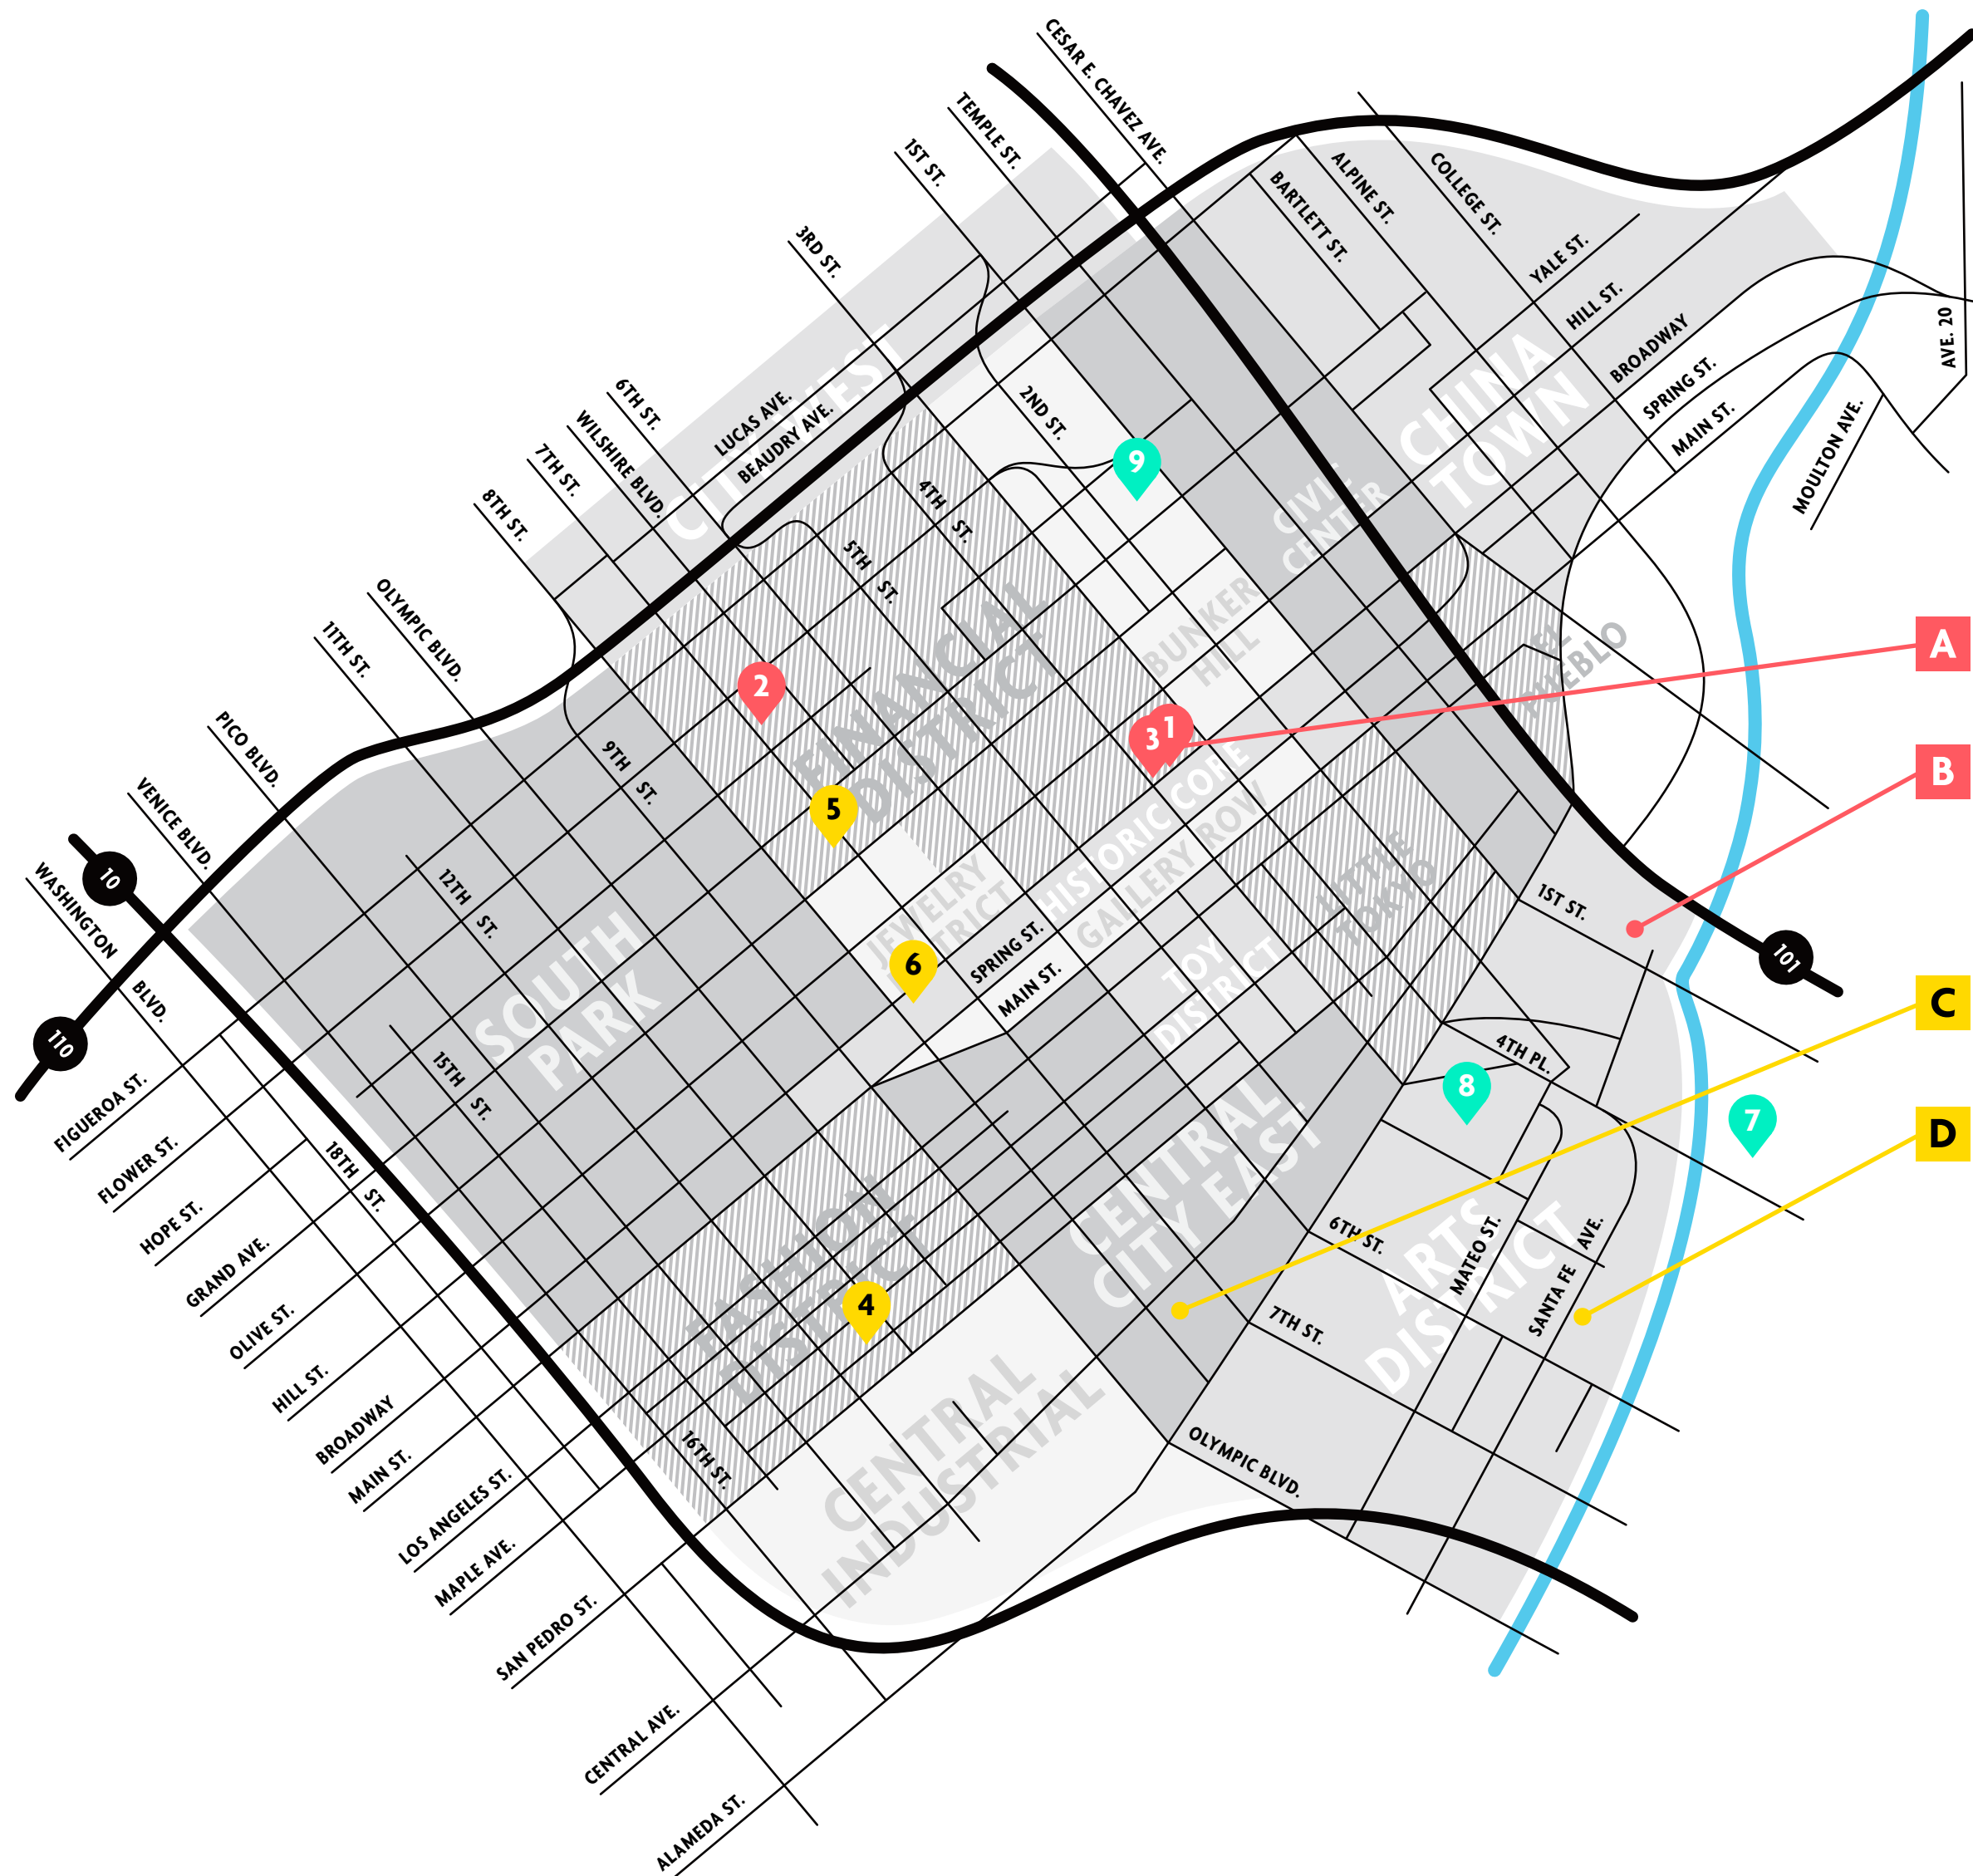 CESAR E. CHAVEZ AVE.
TEMPLE ST.
1ST ST.
3RD ST.
BARTLETT ST.
ALPINE ST.
COLLEGE ST.
YALE ST.
HILL ST.
BROADWAY
SPRING ST.
MAIN ST.
AVE. 20
MOULTON AVE.
CHINA
TOWN
6TH ST.
WILSHIRE BLVD.
7TH ST.
8TH ST.
LUCAS AVE.
BEAUDRY AVE.
CITY WEST
2ND ST.
9
4TH ST.
5TH ST.
CIVIC
CENTER
BUNKER
HILL
EL
PUEBLO
OLYMPIC BLVD.
11TH ST.
PICO BLVD.
VENICE BLVD.
WASHINGTON BLVD.
10
110
FINANCIAL
DISTRICT
2
9TH ST.
5
3
1
A
B
HISTORIC CORE
GALLERY ROW
LITTLE
TOKYO
JEWELRY
DISTRICT
6
SPRING ST.
MAIN ST.
TOY
DISTRICT
1ST ST.
101
C
D
12TH ST.
SOUTH
PARK
15TH ST.
18TH ST.
4TH PL.
8
7
CENTRAL
CITY EAST
6TH ST.
7TH ST.
MATEO ST.
SANTA FE AVE.
ARTS
DISTRICT
FASHION
DISTRICT
4
16TH ST.
CENTRAL
INDUSTRIAL
OLYMPIC BLVD.
FIGUEROA ST.
FLOWER ST.
HOPE ST.
GRAND AVE.
OLIVE ST.
HILL ST.
BROADWAY
MAIN ST.
LOS ANGELES ST.
MAPLE AVE.
SAN PEDRO ST.
CENTRAL AVE.
ALAMEDA ST.